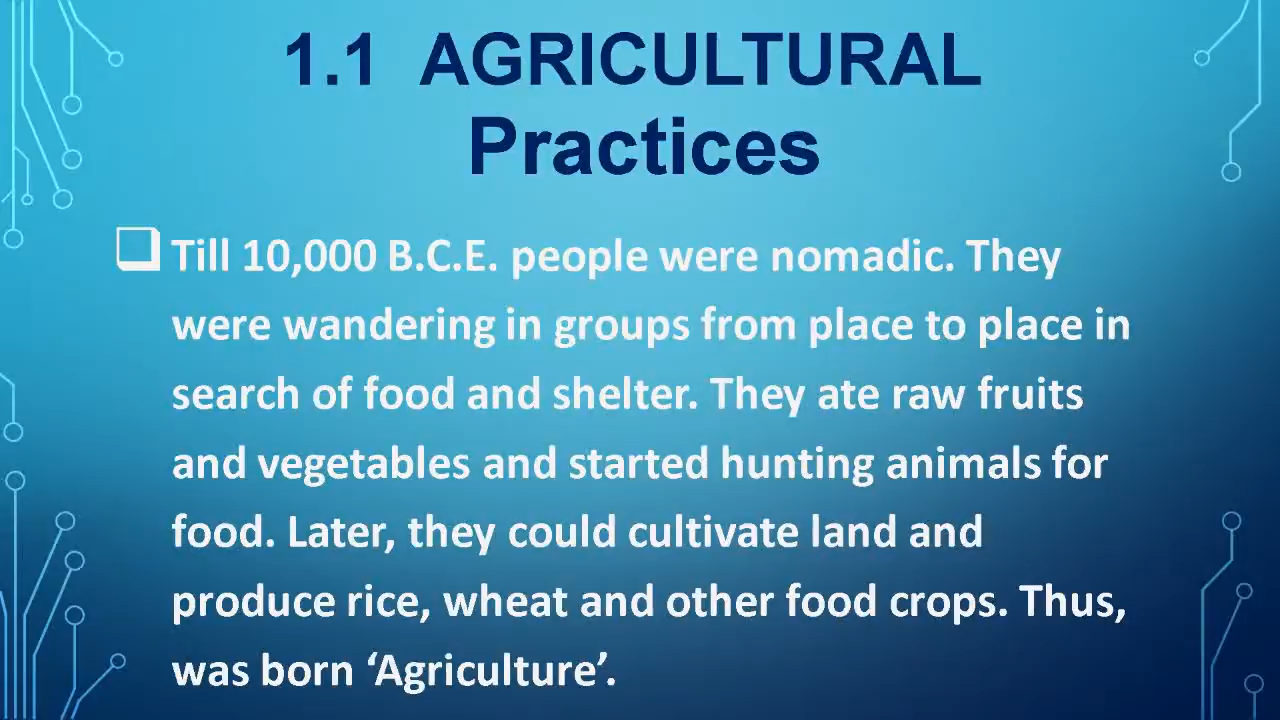 1.1 AGRICULTURAL
Practices
❑ Till 10,000 B.C.E. people were nomadic. They
were wandering in groups from place to place in
search of food and shelter. They ate raw fruits
and vegetables and started hunting animals for
food. Later, they could cultivate land and
produce rice, wheat and other food crops. Thus,
was born ‘Agriculture’.